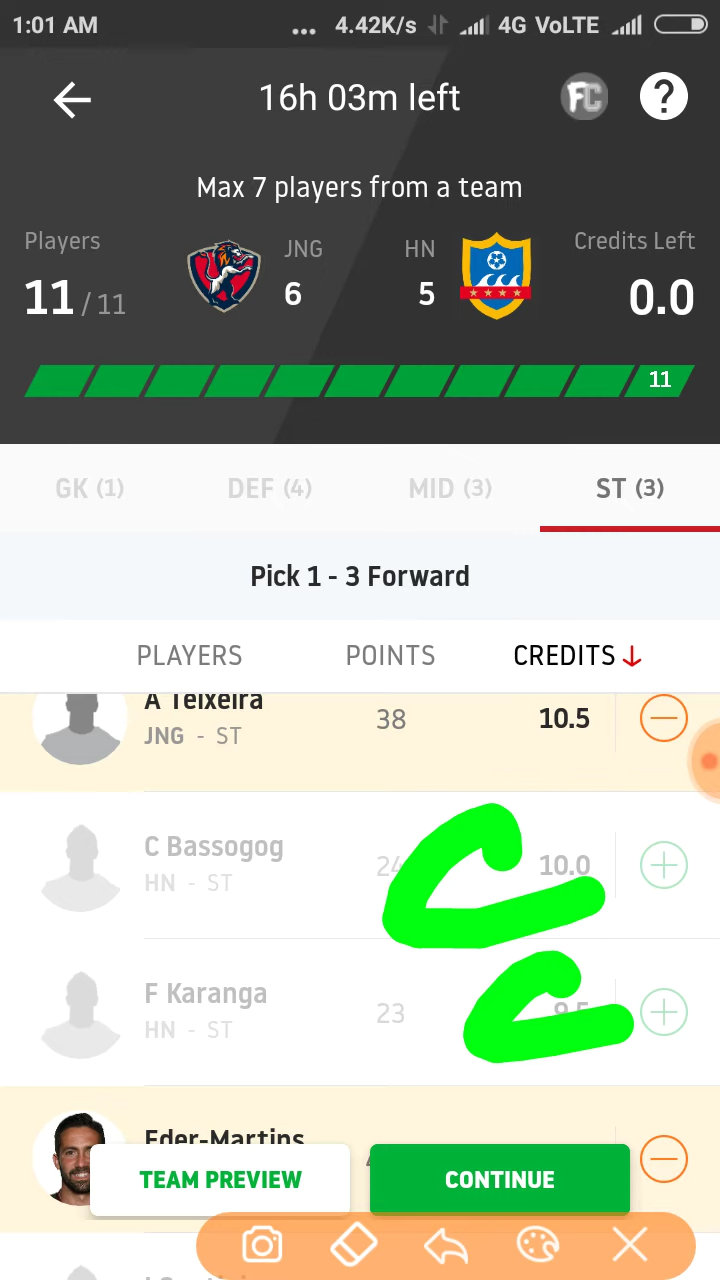 1:01 AM ... 4.42K/s 4G VoLTE
16h 03m left FC ?
Max 7 players from a team
Players JNG HN Credits Left
11 / 11 6 5 0.0
11
GK (1) DEF (4) MID (3) ST (3)
Pick 1 - 3 Forward
PLAYERS POINTS CREDITS
A Teixeira
38 10.5
JNG - ST
C Bassogog
24 10.0
HN - ST
F Karanga
23 9.5
HN - ST
Eder-Martins
TEAM PREVIEW CONTINUE